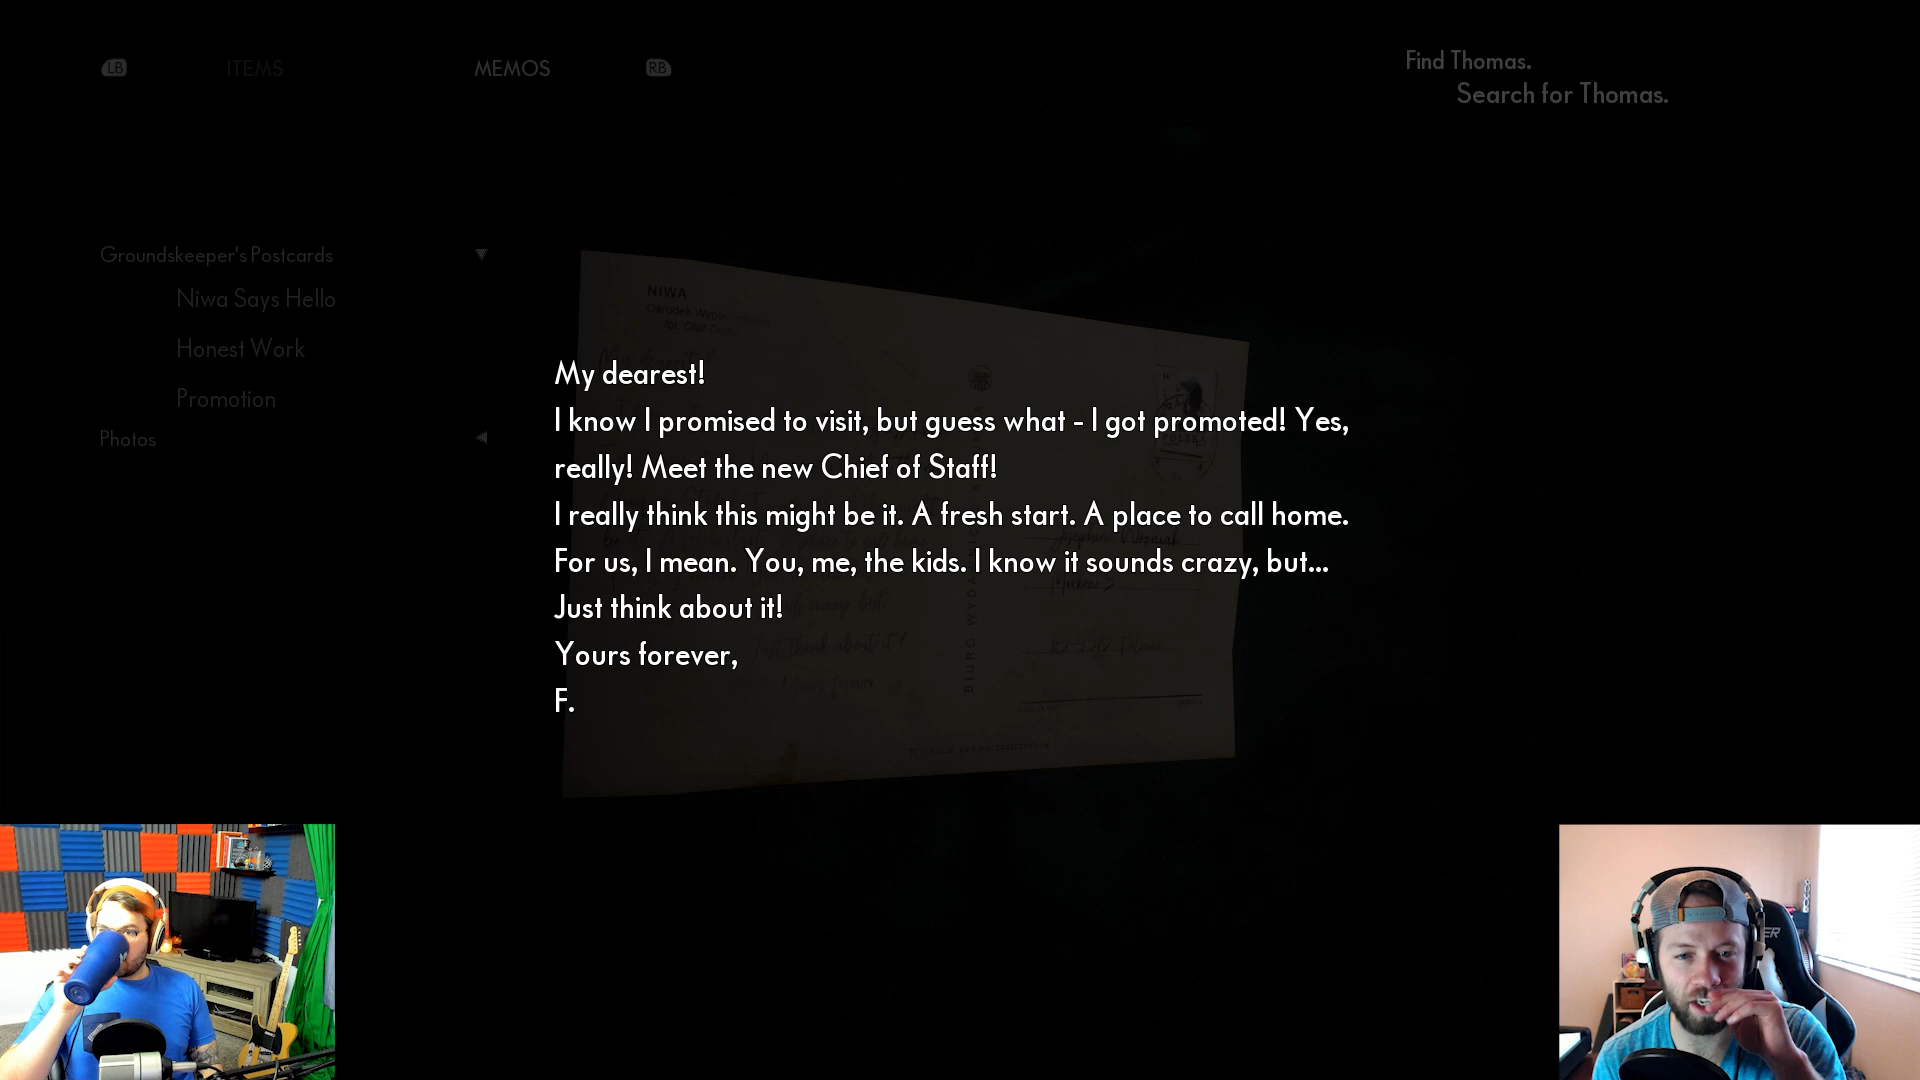 LB
ITEMS
MEMOS
RB
Find Thomas.
Search for Thomas.
Groundskeeper's Postcards
Niwa Says Hello
Honest Work
Promotion
Photos
NIWA
My dearest!
I know I promised to visit, but guess what - I got promoted! Yes,
really! Meet the new Chief of Staff!
I really think this might be it. A fresh start. A place to call home.
For us, I mean. You, me, the kids. I know it sounds crazy, but...
Just think about it!
Yours forever,
F.